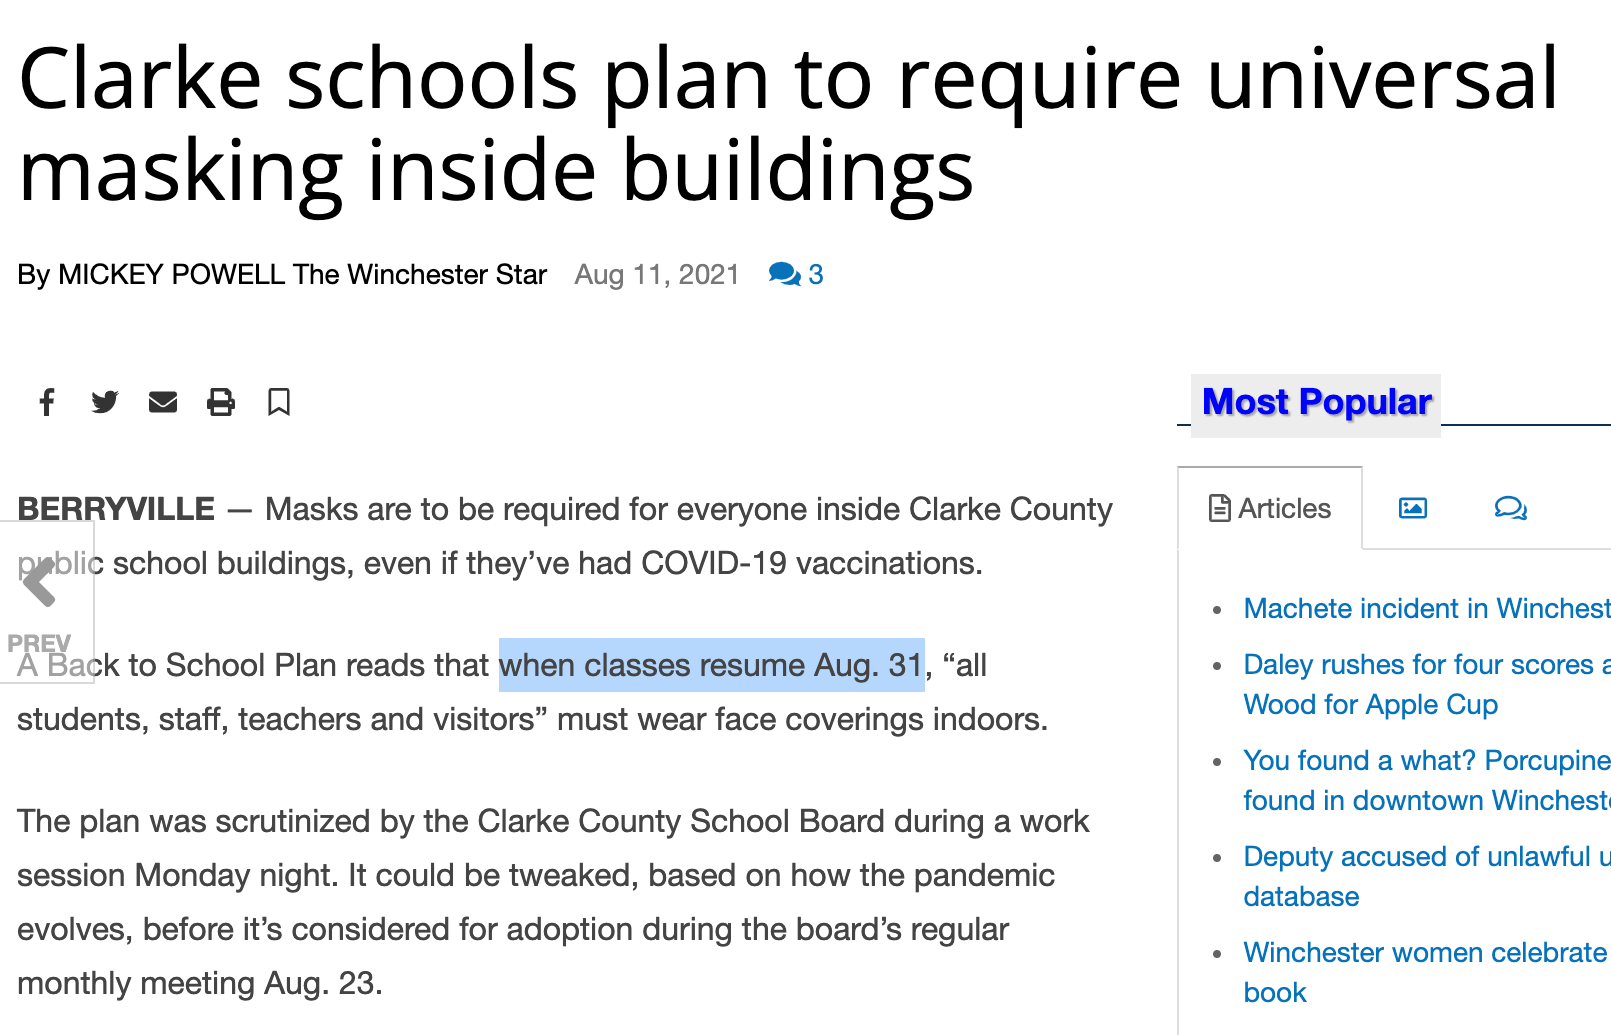 Clarke schools plan to require universal
masking inside buildings
By MICKEY POWELL The Winchester Star Aug 11, 2021 3
Most Popular
Articles
BERRYVILLE — Masks are to be required for everyone inside Clarke County
public school buildings, even if they’ve had COVID-19 vaccinations.
PREV
A Back to School Plan reads that when classes resume Aug. 31, “all
students, staff, teachers and visitors” must wear face coverings indoors.
The plan was scrutinized by the Clarke County School Board during a work
session Monday night. It could be tweaked, based on how the pandemic
evolves, before it’s considered for adoption during the board’s regular
monthly meeting Aug. 23.
Machete incident in Winchest
Daley rushes for four scores a
Wood for Apple Cup
You found a what? Porcupine
found in downtown Winchest
Deputy accused of unlawful u
database
Winchester women celebrate
book